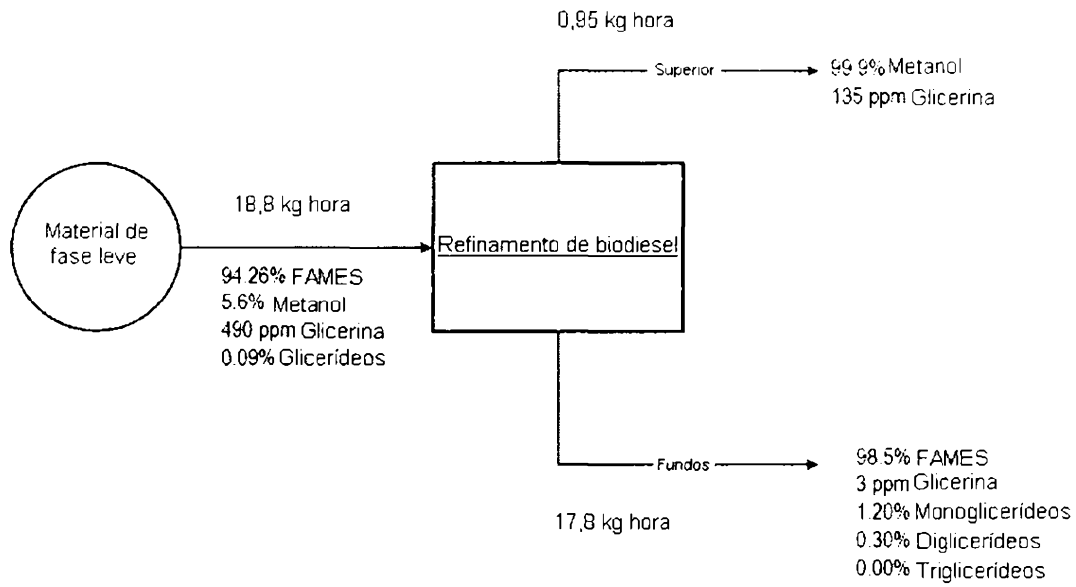 0,95 kg hora
Superior
99.9% Metanol
135 ppm Glicerina
Material de
fase leve
18,8 kg hora
94.26% FAMES
5.6% Metanol
490 ppm Glicerina
0.09% Glicerídeos
Refinamento de biodiesel
Fundos
17,8 kg hora
98.5% FAMES
3 ppm Glicerina
1.20% Monoglicerídeos
0.30% Diglicerídeos
0.00% Triglicerídeos